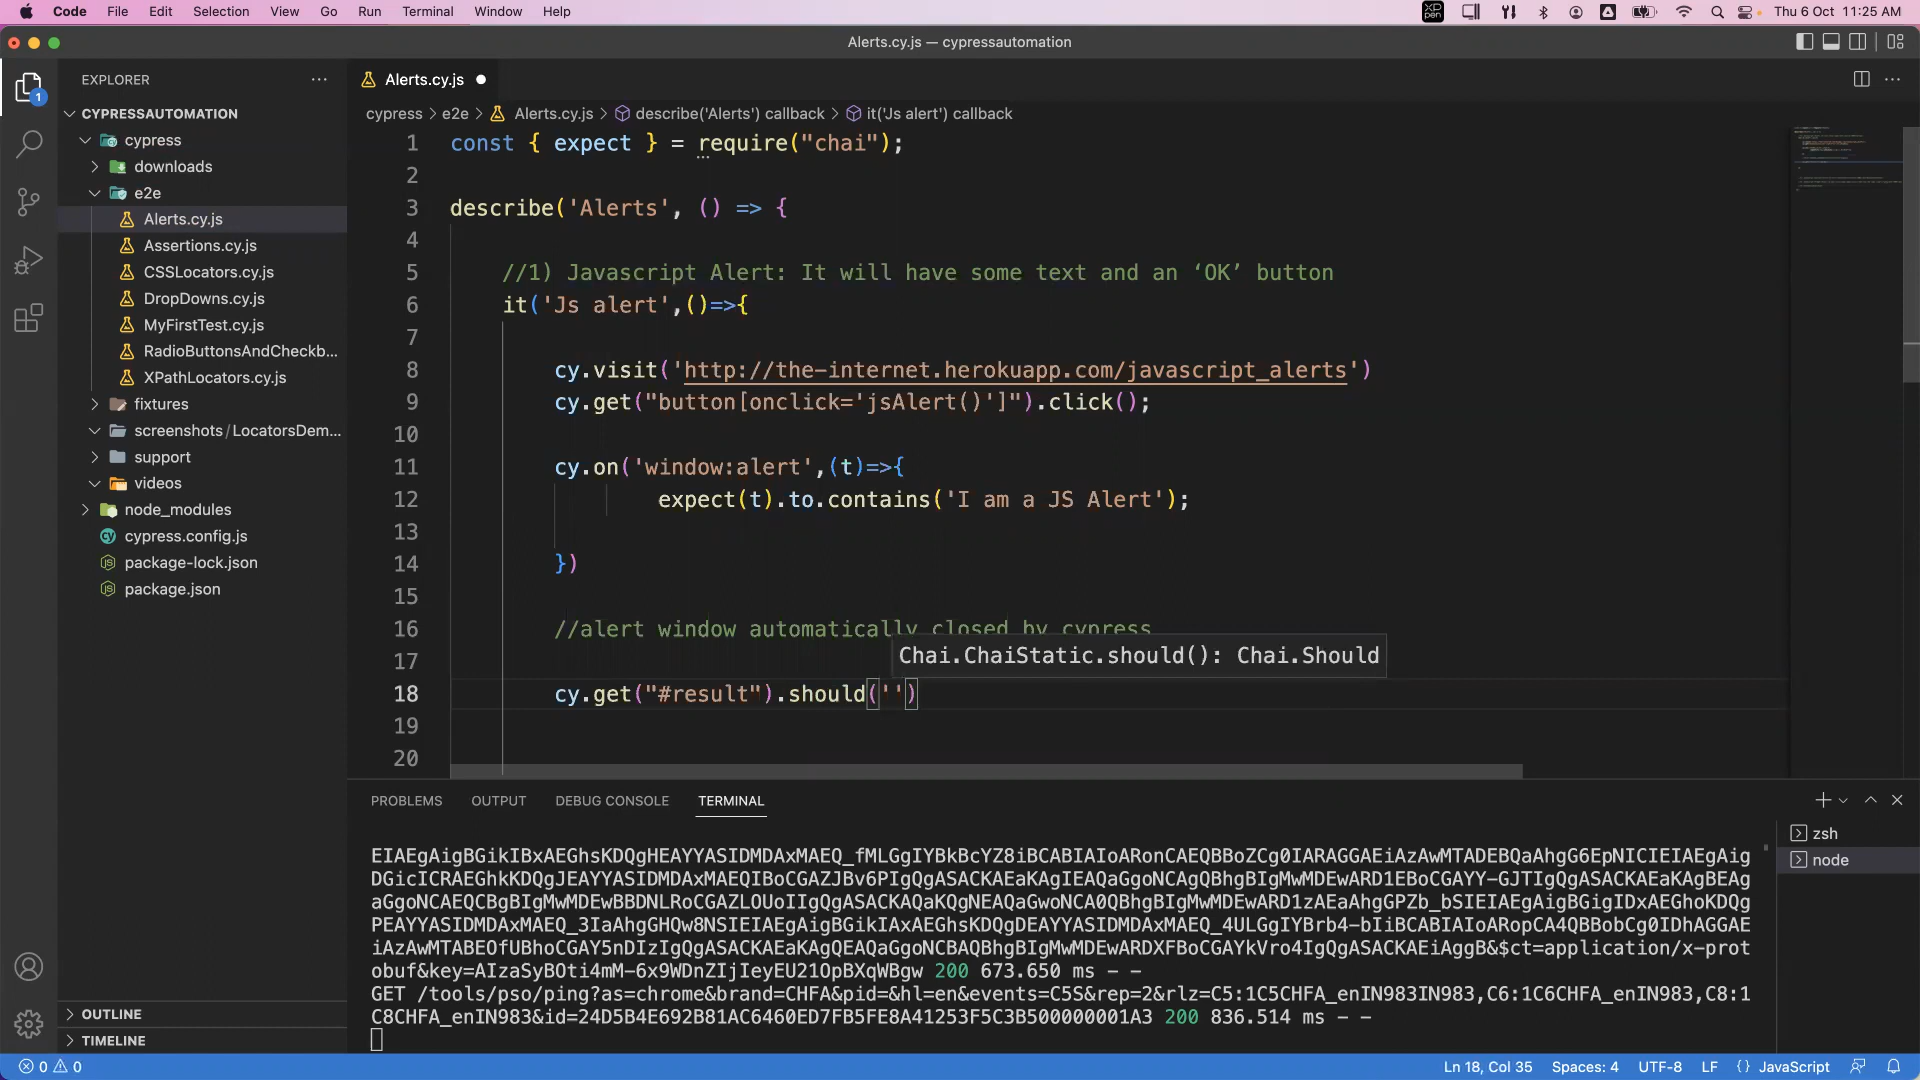 Code File Edit Selection View Go Run Terminal Window Help
XP
pen
Thu 6 Oct 11:25 AM
Alerts.cy.js — cypressautomation
EXPLORER
Alerts.cy.js
1
CYPRESSAUTOMATION
cypress
downloads
e2e
Alerts.cy.js
Assertions.cy.js
CSSLocators.cy.js
DropDowns.cy.js
MyFirstTest.cy.js
RadioButtonsAndCheckb...
XPathLocators.cy.js
fixtures
screenshots/LocatorsDem...
support
videos
node_modules
cypress.config.js
package-lock.json
package.json
OUTLINE
TIMELINE
cypress > e2e > Alerts.cy.js > describe('Alerts') callback > it('Js alert') callback
1 const { expect } = require("chai");
2
3 describe('Alerts', () => {
4
5 //1) Javascript Alert: It will have some text and an ‘OK’ button
6 it('Js alert',()=>{
7
8 cy.visit('http://the-internet.herokuapp.com/javascript_alerts')
9 cy.get("button[onclick='jsAlert()']").click();
10
11 cy.on('window:alert',(t)=>{
12 expect(t).to.contains('I am a JS Alert');
13
14 })
15
16 //alert window automatically closed by cypress
17
Chai.ChaiStatic.should(): Chai.Should
18 cy.get("#result").should('')
19
20
PROBLEMS OUTPUT DEBUG CONSOLE TERMINAL
zsh
node
EIAEgAigBGikIBxAEGhsKDQgHEAYYASIDMDAxMAEQ_fMLGgIYBkBcYZ8iBCABIAIoARonCAEQBBoZCg0IARAGGAEiAzAwMTADEBQaAhgG6EpNICIEIAEgAig
DGicICRAEGhkKDQgJEAYYASIDMDAxMAEQIBoCGAZJBv6PIgQgASACKAEaKAgIEAQaGgoNCAgQBhgBIgMwMDEwARD1EBoCGAYY-GJTIgQgASACKAEaKAgBEAg
aGgoNCAEQCBgBIgMwMDEwBBDNLRoCGAZLOUoIIgQgASACKAQaKQgNEAQaGwoNCA0QBhgBIgMwMDEwARD1zAEaAhgGPZb_bSIEIAEgAigBGigIDxAEGhoKDQg
PEAYYASIDMDAxMAEQ_3IaAhgGHQw8NSIEIAEgAigBGikIAxAEGhsKDQgDEAYYASIDMDAxMAEQ_4ULGgIYBrb4-bIiBCABIAIoARopCA4QBBobCg0IDhAGGAE
iAzAwMTABEOfUBhoCGAY5nDIzIgQgASACKAEaKAgQEAQaGgoNCBAQBhgBIgMwMDEwARDXFBoCGAYkVro4IgQgASACKAEiAggB&$ct=application/x-prot
obuf&key=AIzaSyBOti4mM-6x9WDnZIjIeyEU21OpBXqWBgw 200 673.650 ms - -
GET /tools/pso/ping?as=chrome&brand=CHFA&pid=&hl=en&events=C5S&rep=2&rlz=C5:1C5CHFA_enIN983IN983,C6:1C6CHFA_enIN983,C8:1
C8CHFA_enIN983&id=24D5B4E692B81AC6460ED7FB5FE8A41253F5C3B500000001A3 200 836.514 ms - -
0 0
Ln 18, Col 35 Spaces: 4 UTF-8 LF {} JavaScript